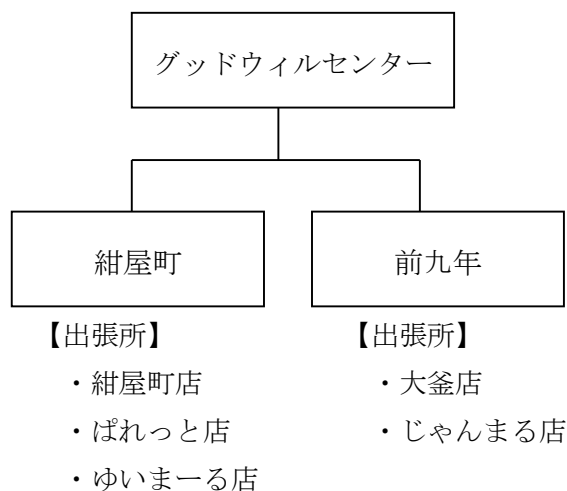 グッドウィルセンター
紺屋町
【出張所】
・紺屋町店
・ぱれっと店
・ゆいまーる店
前九年
【出張所】
・大釜店
・じゃんまる店